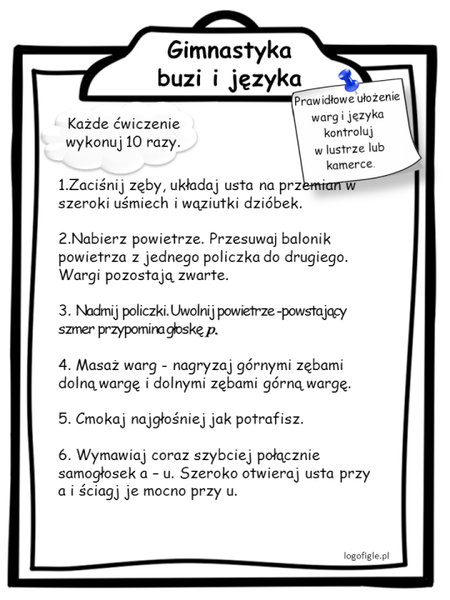 Gimnastyka
buzi i języka
Każde ćwiczenie
wykonuj 10 razy.
Prawidłowe ułożenie
warg i języka
kontroluj
w lustrze lub
kamerce.
1.Zaciśnij zęby, układaj usta na przemian w
szeroki uśmiech i wąziutki dzióbek.
2.Nabierz powietrze. Przesuwaj balonik
powietrza z jednego policzka do drugiego.
Wargi pozostają zwarte.
3. Nadmij policzki. Uwolnij powietrze -powstający
szmer przypomina głoskę p.
4. Masaż warg - nagryzaj górnymi zębami
dolną wargę i dolnymi zębami górną wargę.
5. Cmokaj najgłośniej jak potrafisz.
6. Wymawiaj coraz szybciej połącznie
samogłosek a – u. Szeroko otwieraj usta przy
a i ściągj je mocno przy u.
logofigle.pl